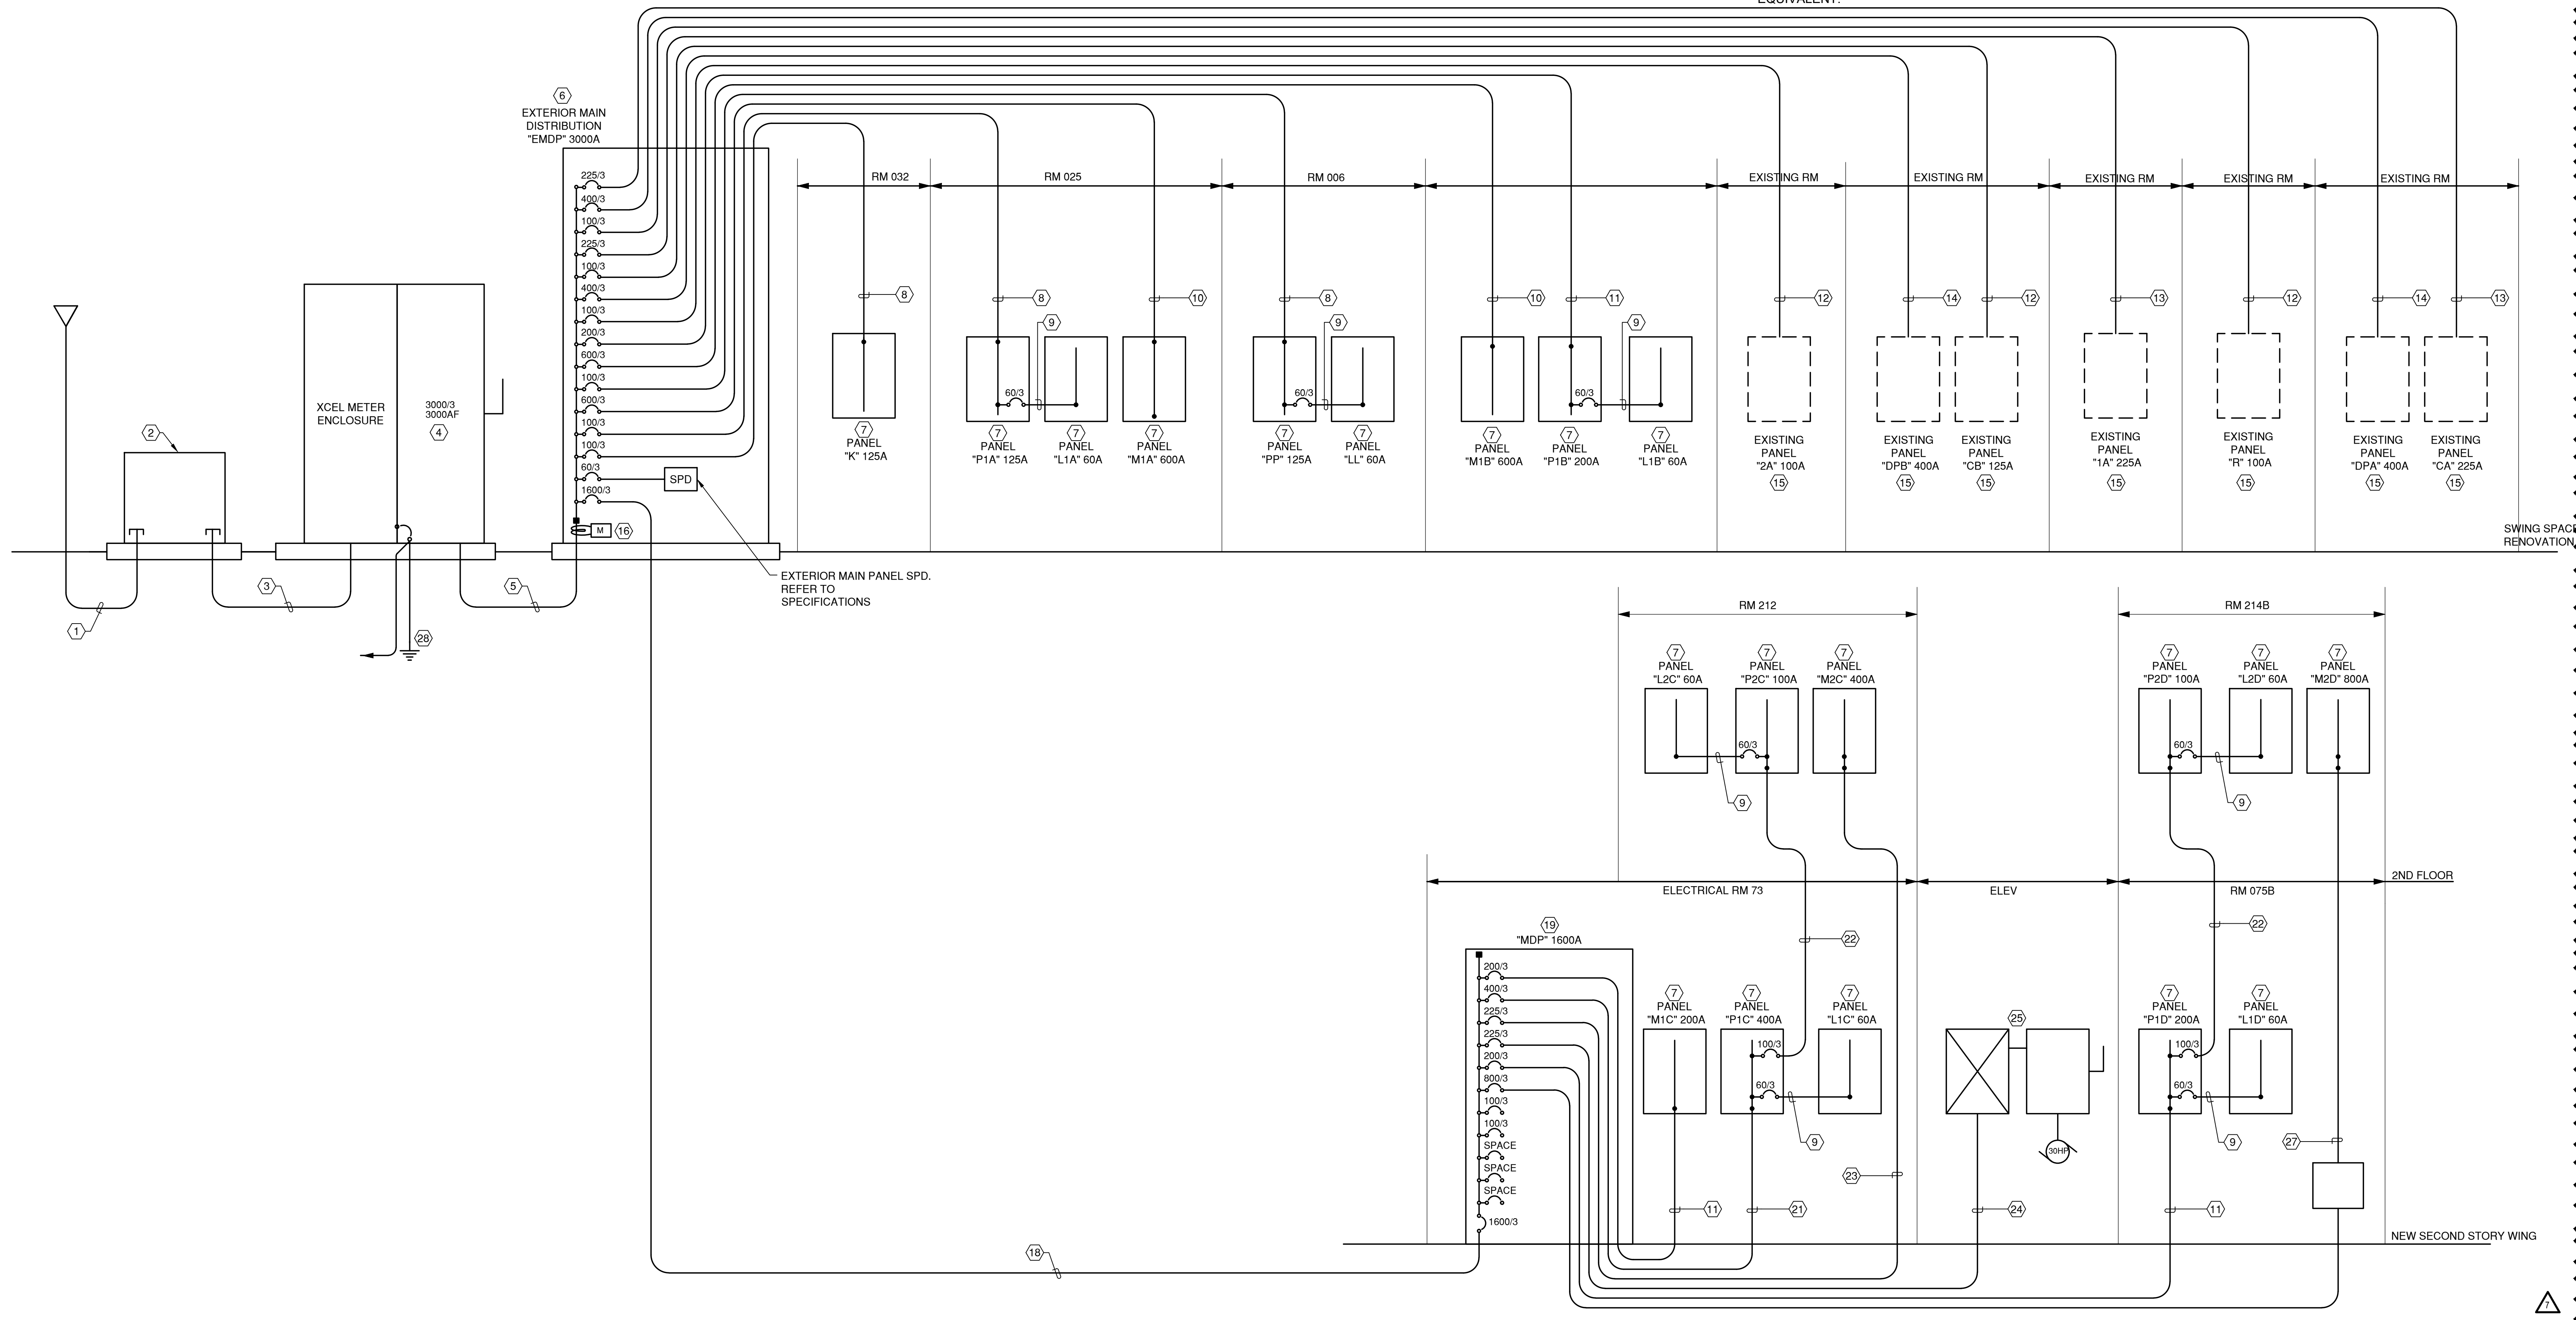 EQUIVALENT.
6
EXTERIOR MAIN
DISTRIBUTION
"EMDP" 3000A
225/3
400/3
100/3
225/3
100/3
400/3
100/3
200/3
600/3
100/3
600/3
100/3
100/3
60/3
SPD
1600/3
M
16
EXTERIOR MAIN PANEL SPD.
REFER TO
SPECIFICATIONS
XCEL METER
ENCLOSURE
3000/3
3000AF
4
2
1
3
5
28
RM 032
RM 025
RM 006
EXISTING RM
EXISTING RM
EXISTING RM
EXISTING RM
EXISTING RM
8
8
10
8
10
11
12
14
12
13
12
14
13
9
9
9
60/3
60/3
60/3
7
PANEL
"K" 125A
7
PANEL
"P1A" 125A
7
PANEL
"L1A" 60A
7
PANEL
"M1A" 600A
7
PANEL
"PP" 125A
7
PANEL
"LL" 60A
7
PANEL
"M1B" 600A
7
PANEL
"P1B" 200A
7
PANEL
"L1B" 60A
EXISTING
PANEL
"2A" 100A
15
EXISTING
PANEL
"DPB" 400A
15
EXISTING
PANEL
"CB" 125A
15
EXISTING
PANEL
"1A" 225A
15
EXISTING
PANEL
"R" 100A
15
EXISTING
PANEL
"DPA" 400A
15
EXISTING
PANEL
"CA" 225A
15
SWING SPACE
RENOVATION
RM 212
RM 214B
7
PANEL
"L2C" 60A
7
PANEL
"P2C" 100A
7
PANEL
"M2C" 400A
7
PANEL
"P2D" 100A
7
PANEL
"L2D" 60A
7
PANEL
"M2D" 800A
60/3
60/3
9
9
2ND FLOOR
ELECTRICAL RM 73
ELEV
RM 075B
22
22
19
"MDP" 1600A
200/3
400/3
225/3
225/3
200/3
800/3
100/3
100/3
SPACE
SPACE
SPACE
1600/3
7
PANEL
"M1C" 200A
7
PANEL
"P1C" 400A
7
PANEL
"L1C" 60A
100/3
60/3
9
25
30HP
7
PANEL
"P1D" 200A
7
PANEL
"L1D" 60A
100/3
60/3
9
27
23
11
21
24
11
18
NEW SECOND STORY WING
7